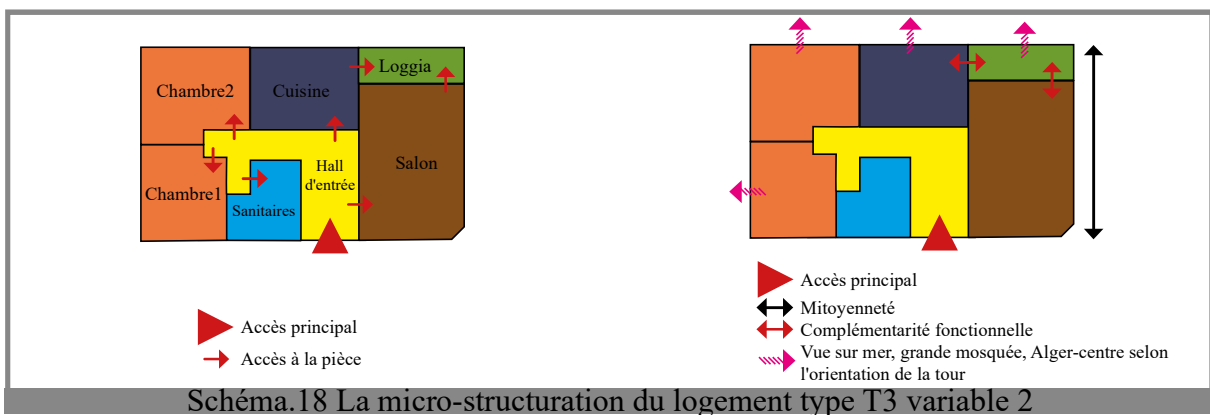 Chambre2
Cuisine
Loggia
Chambre1
Sanitaires
Hall
d'entrée
Salon
Accès principal
Accès à la pièce
Accès principal
Mitoyenneté
Complémentarité fonctionnelle
Vue sur mer, grande mosquée, Alger-centre selon
l'orientation de la tour
Schéma.18 La micro-structuration du logement type T3 variable 2